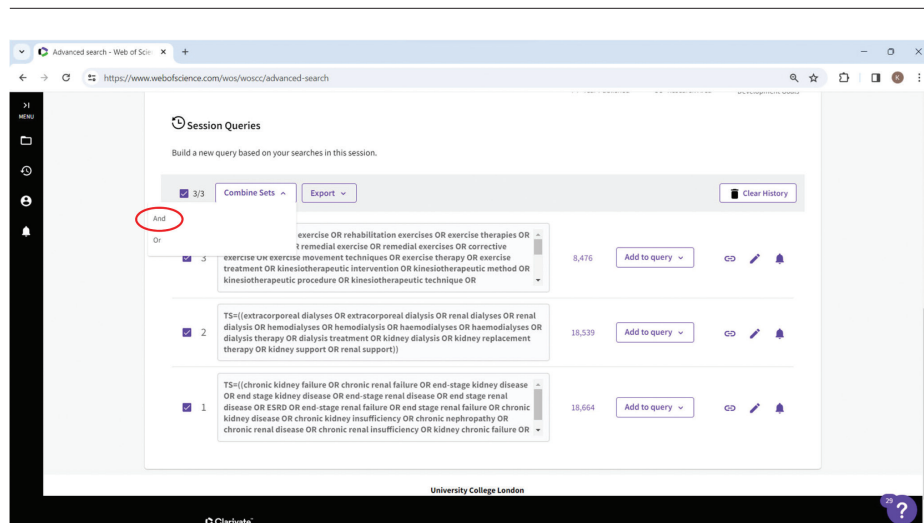 Advanced search - Web of Scie
https://www.webofscience.com/wos/woscc/advanced-search
MENU
Session Queries
Build a new query based on your searches in this session.
3/3 Combine Sets Export Clear History
And
Or
exercise OR rehabilitation exercises OR exercise therapies OR
remedial exercise OR remedial exercises OR corrective
exercise OR exercise movement techniques OR exercise therapy OR exercise
treatment OR kinesiotherapeutic intervention OR kinesiotherapeutic method OR
kinesiotherapeutic procedure OR kinesiotherapeutic technique OR
3 8,476 Add to query
TS=((extracorporeal dialyses OR extracorporeal dialysis OR renal dialyses OR renal
dialysis OR hemodialyses OR hemodialysis OR haemodialyses OR haemodialyses OR
dialysis therapy OR dialysis treatment OR kidney dialysis OR kidney replacement
therapy OR kidney support OR renal support))
2 18,539 Add to query
TS=((chronic kidney failure OR chronic renal failure OR end-stage kidney disease
OR end stage kidney disease OR end-stage renal disease OR end stage renal
disease OR ESRD OR end-stage renal failure OR end stage renal failure OR chronic
kidney disease OR chronic kidney insufficiency OR chronic nephropathy OR
chronic renal disease OR chronic renal insufficiency OR kidney chronic failure OR
1 18,664 Add to query
University College London
Clarivate
29
?